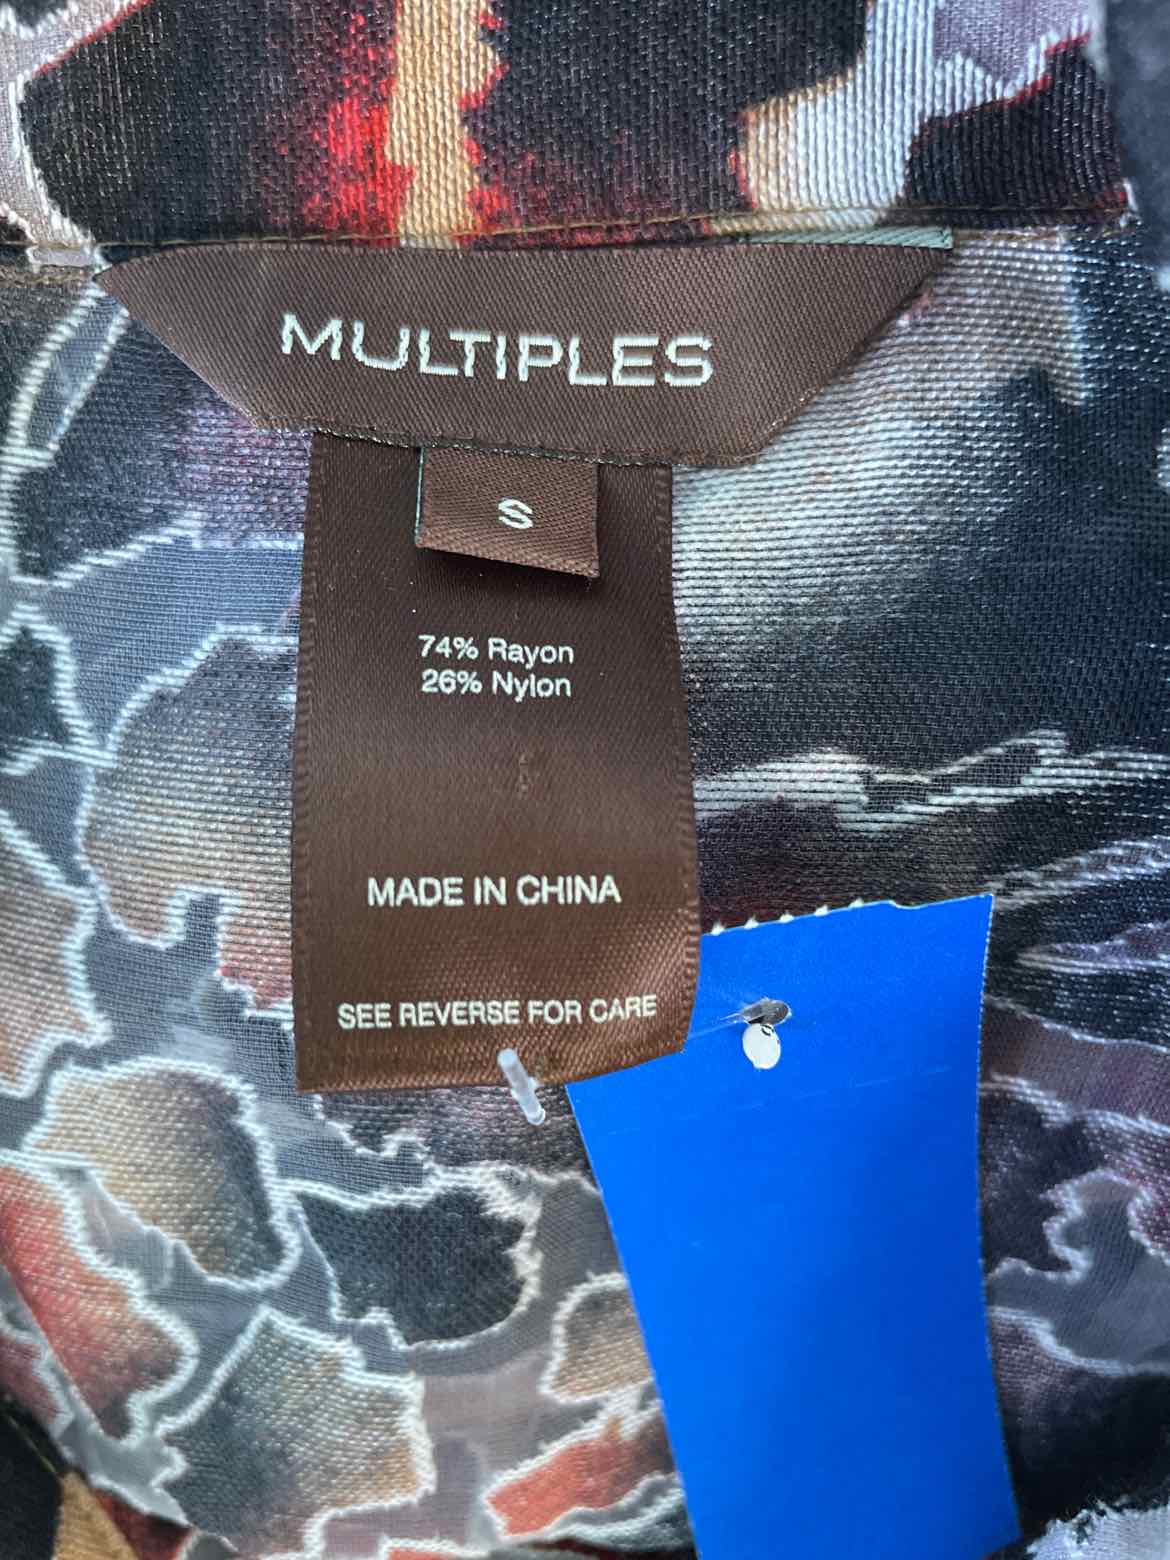 MULTIPLES
S
74% Rayon
26% Nylon
MADE IN CHINA
SEE REVERSE FOR CARE